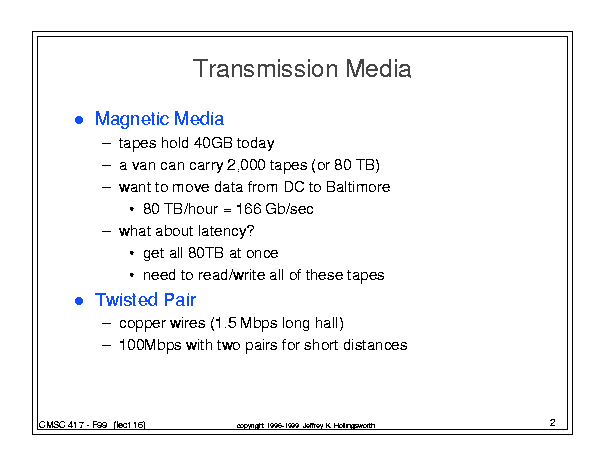 Transmission Media
● Magnetic Media
– tapes hold 40GB today
– a van can carry 2,000 tapes (or 80 TB)
– want to move data from DC to Baltimore
• 80 TB/hour = 166 Gb/sec
– what about latency?
• get all 80TB at once
• need to read/write all of these tapes
● Twisted Pair
– copper wires (1.5 Mbps long hall)
– 100Mbps with two pairs for short distances
CMSC 417 - F99 (lect 16)
copyright 1996-1999 Jeffrey K. Hollingsworth
2